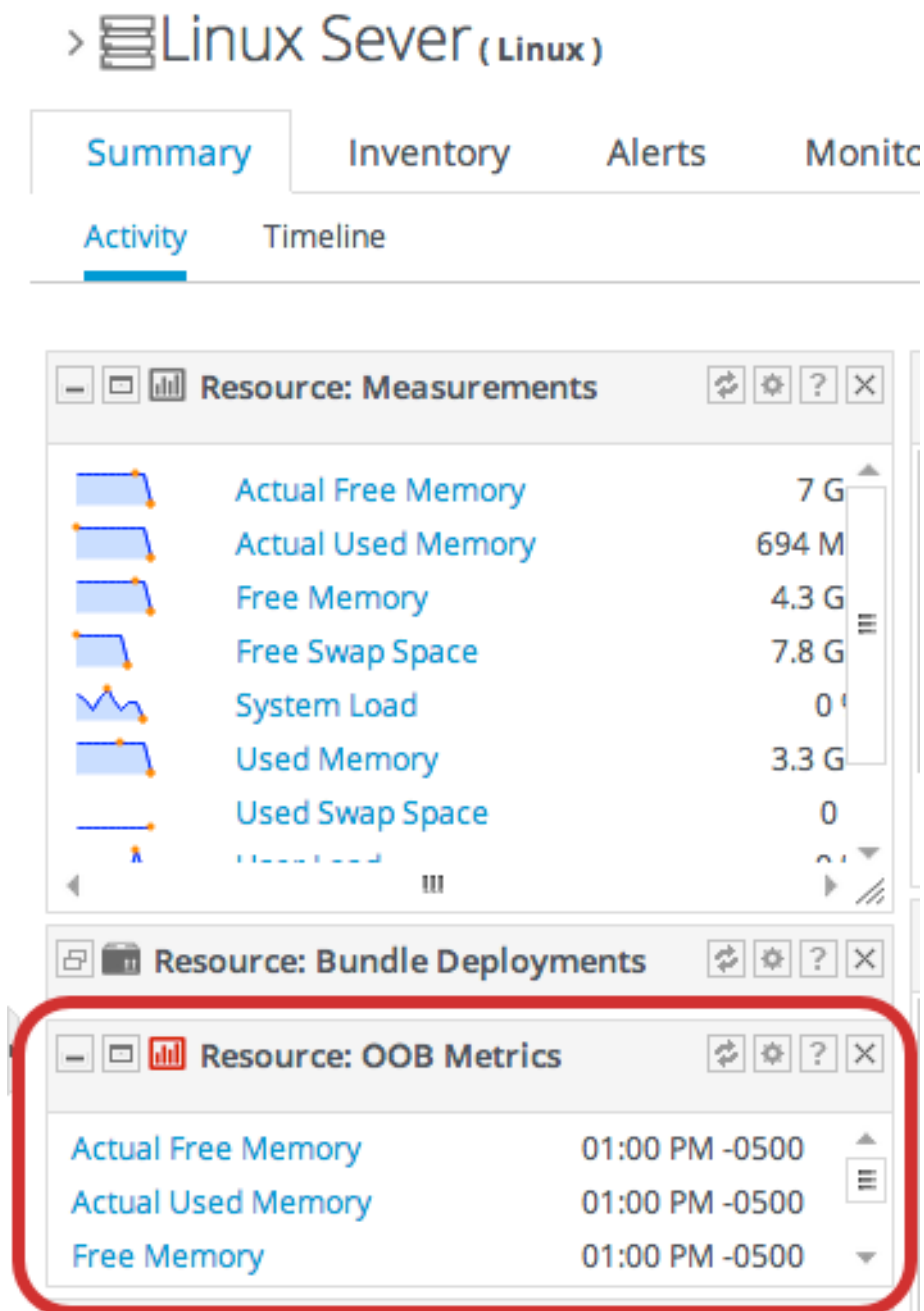 Linux Sever ( Linux )
Summary Inventory Alerts Monito
Activity Timeline
Resource: Measurements ?
Actual Free Memory 7 G
Actual Used Memory 694 M
Free Memory 4.3 G
Free Swap Space 7.8 G
System Load 0
Used Memory 3.3 G
Used Swap Space 0
Resource: Bundle Deployments ?
Resource: OOB Metrics ?
Actual Free Memory 01:00 PM -0500
Actual Used Memory 01:00 PM -0500
Free Memory 01:00 PM -0500